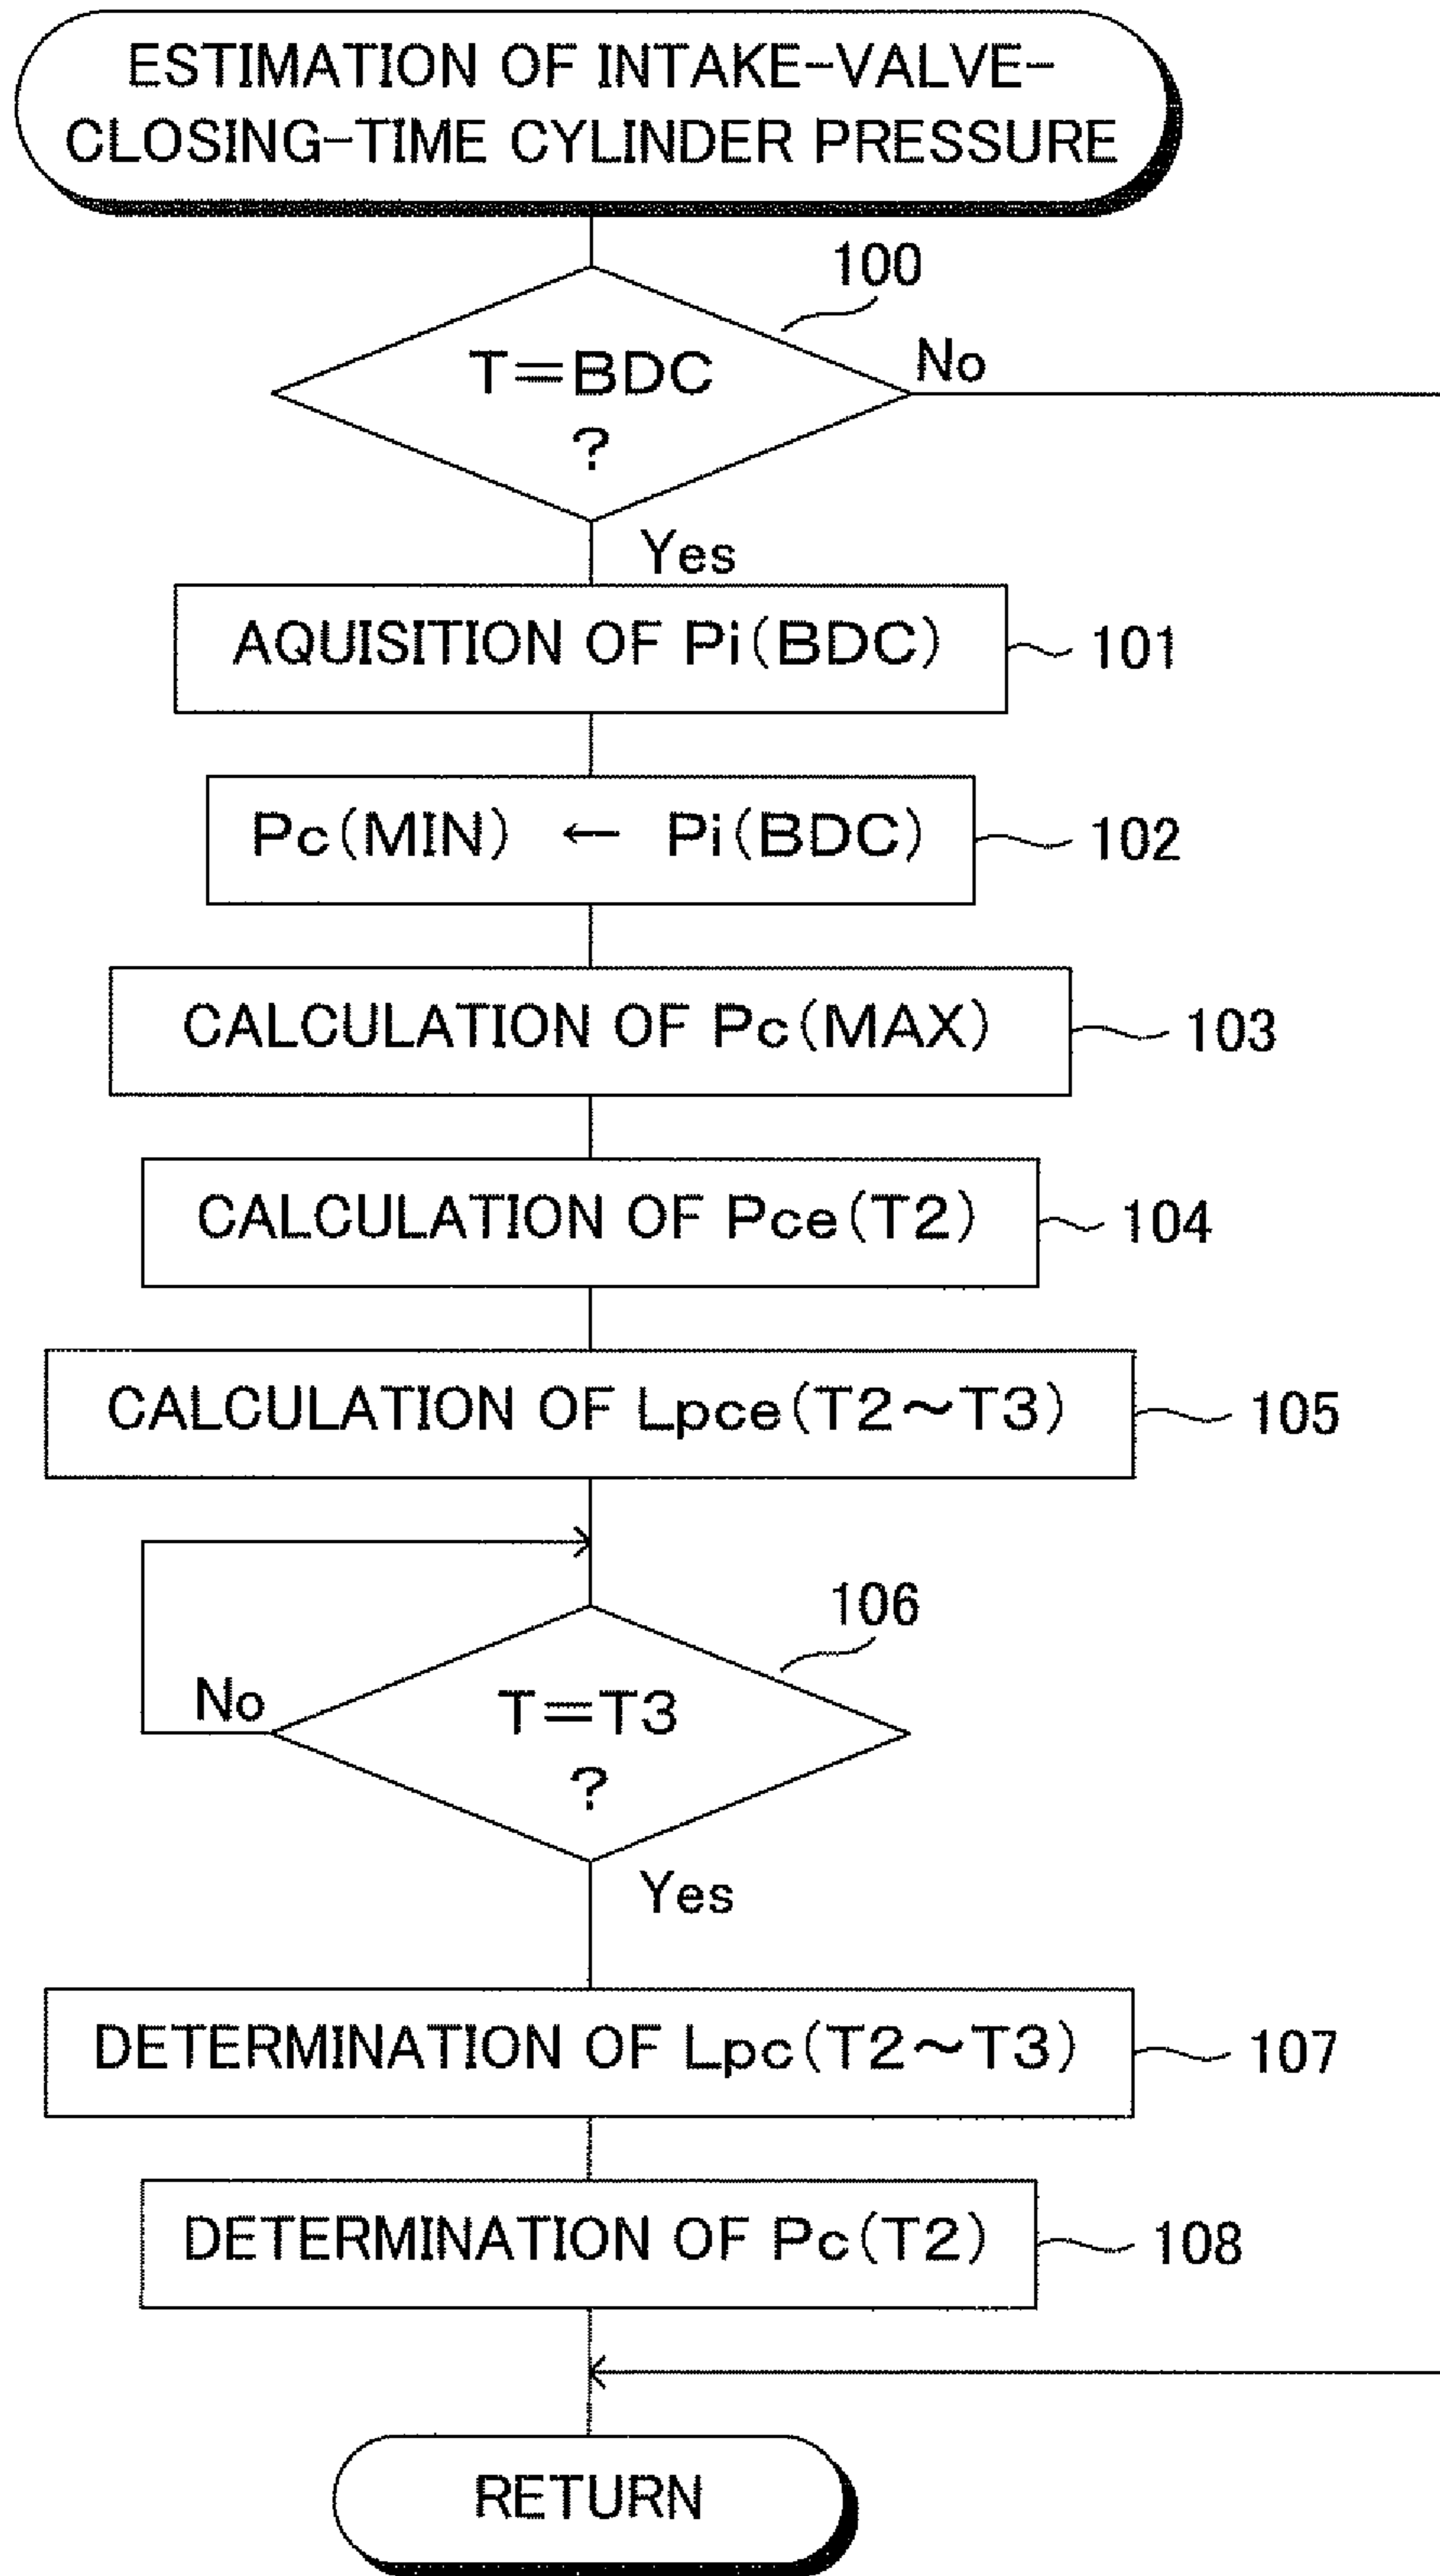 ESTIMATION OF INTAKE-VALVE-
CLOSING-TIME CYLINDER PRESSURE
100
T=BDC
?
No
Yes
AQUISITION OF Pi(BDC)
101
Pc(MIN) ← Pi(BDC)
102
CALCULATION OF Pc(MAX)
103
CALCULATION OF Pce(T2)
104
CALCULATION OF Lpce(T2~T3)
105
106
T=T3
?
No
Yes
DETERMINATION OF Lpc(T2~T3)
107
DETERMINATION OF Pc(T2)
108
RETURN